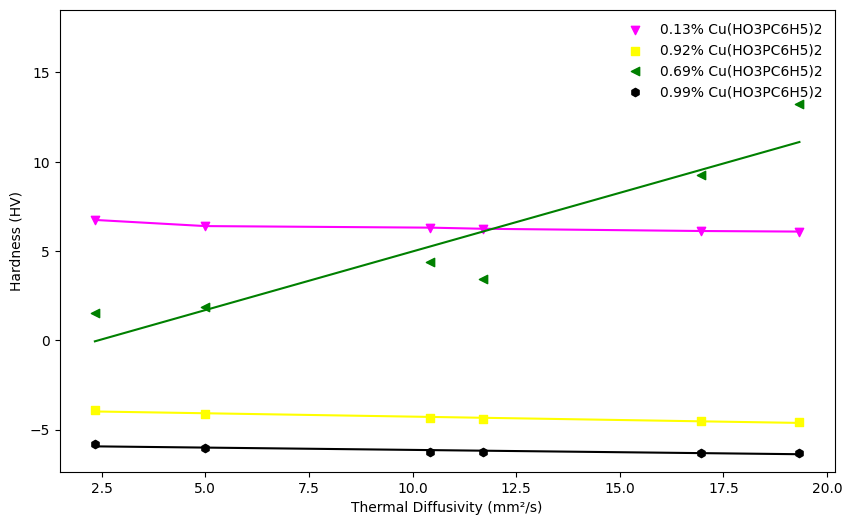 0.13% Cu(HO3PC6H5)2
0.92% Cu(HO3PC6H5)2
0.69% Cu(HO3PC6H5)2
0.99% Cu(HO3PC6H5)2
15
10
5
0
−5
Hardness (HV)
2.5 5.0 7.5 10.0 12.5 15.0 17.5 20.0
Thermal Diffusivity (mm²/s)